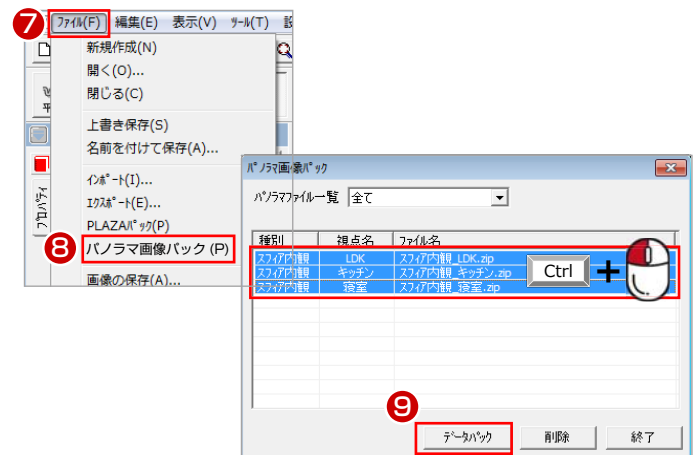 7
ファイル(F) 編集(E) 表示(V) ツール(T) 設
新規作成(N)
開く(O)...
閉じる(C)
平
上書き保存(S)
名前を付けて保存(A)...
プロパティ
インポート(I)...
エクスポート(E)...
PLAZAパック(P)
8
パノラマ画像パック (P)
画像の保存(A)...
パノラマ画像パック
パノラマファイル一覧 全て
種別 視点名 ファイル名
スフィア内観 LDK スフィア内観_LDK.zip
スフィア内観 キッチン スフィア内観_キッチン.zip
スフィア内観 寝室 スフィア内観_寝室.zip
Ctrl +
9
データパック 削除 終了